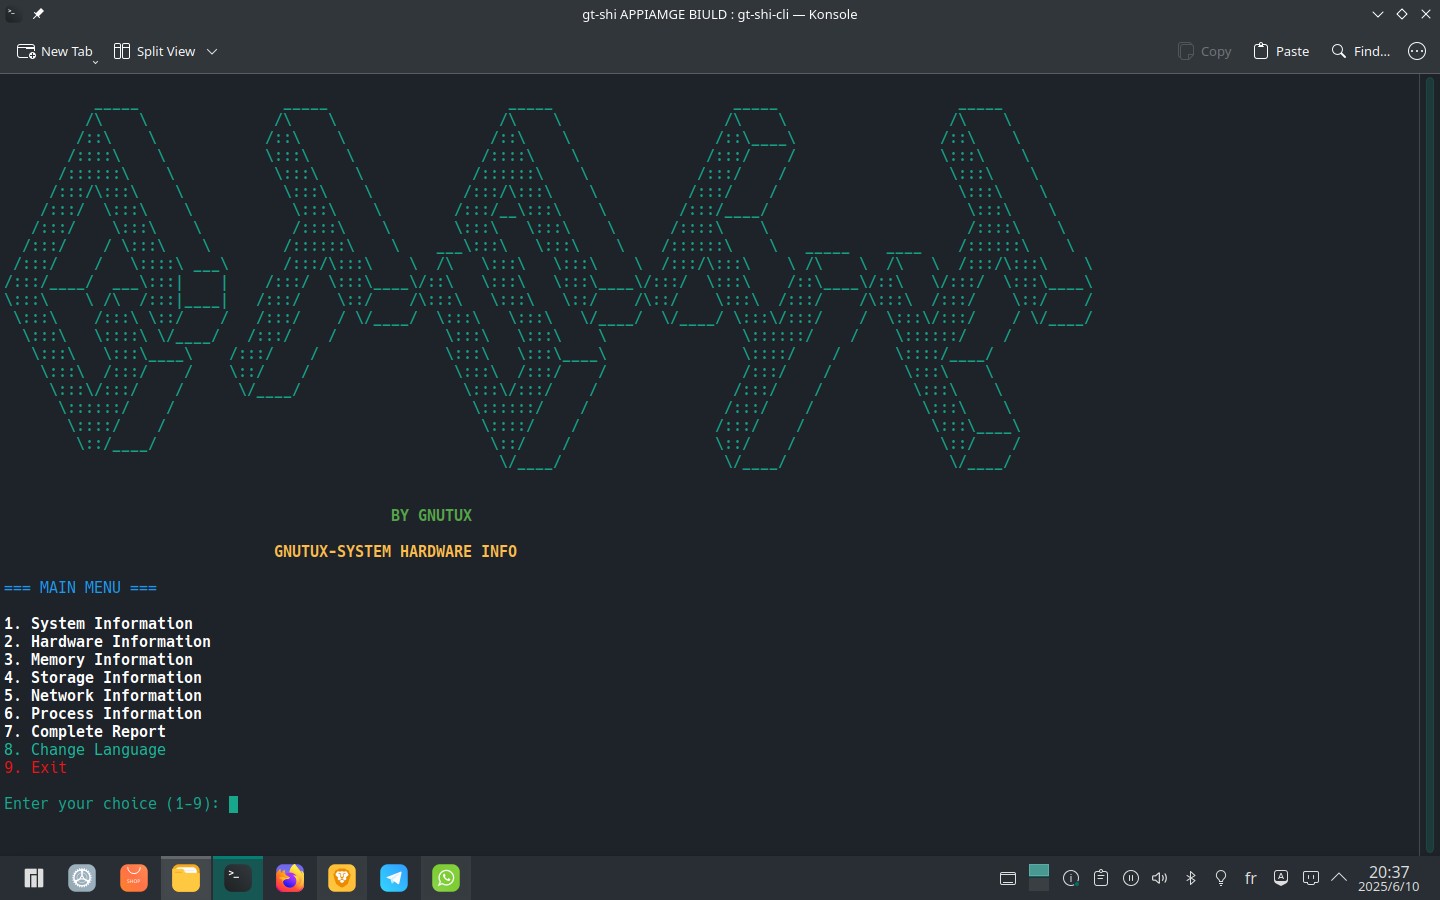 gt-shi APPIAMGE BIULD : gt-shi-cli — Konsole
New Tab
Split View
Copy
Paste
Find...
BY GNUTUX
GNUTUX-SYSTEM HARDWARE INFO
=== MAIN MENU ===
1. System Information
2. Hardware Information
3. Memory Information
4. Storage Information
5. Network Information
6. Process Information
7. Complete Report
8. Change Language
9. Exit
Enter your choice (1-9):
SHOP
fr
20:37
2025/6/10